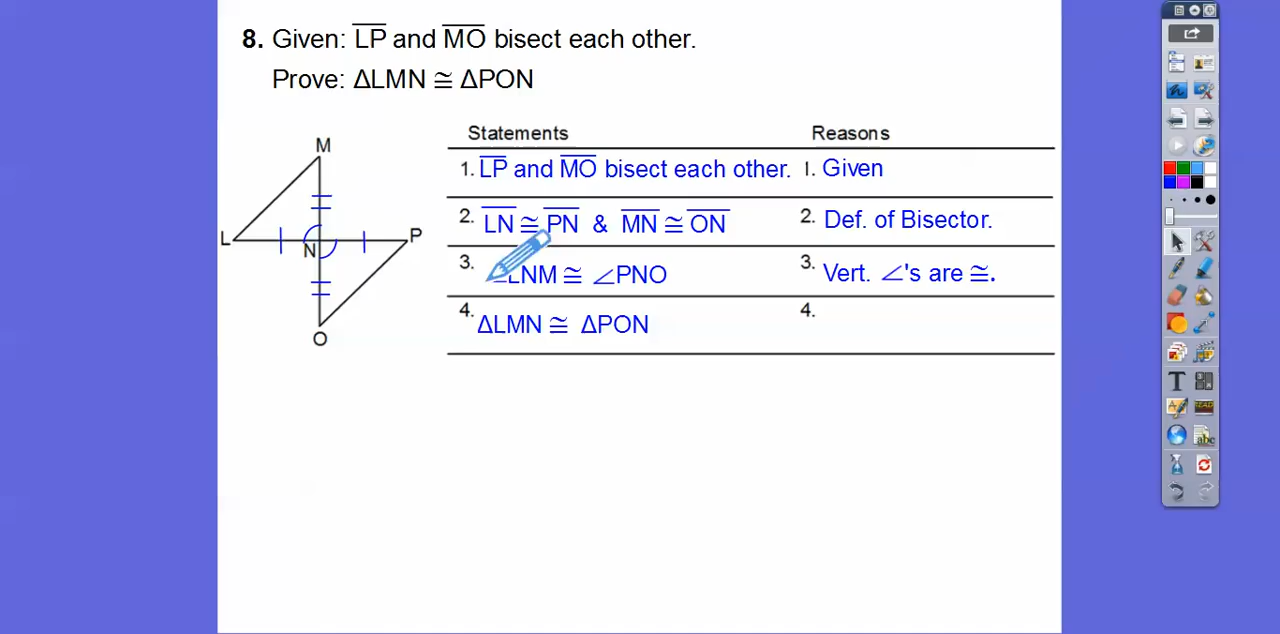 8. Given: LP and MO bisect each other.
Prove: ΔLMN ≅ ΔPON
Statements Reasons
1. LP and MO bisect each other. 1. Given
2. LN ≅ PN & MN ≅ ON 2. Def. of Bisector.
3. ∠LNM ≅ ∠PNO 3. Vert. ∠'s are ≅.
4. ΔLMN ≅ ΔPON 4.
M
L
N
P
O